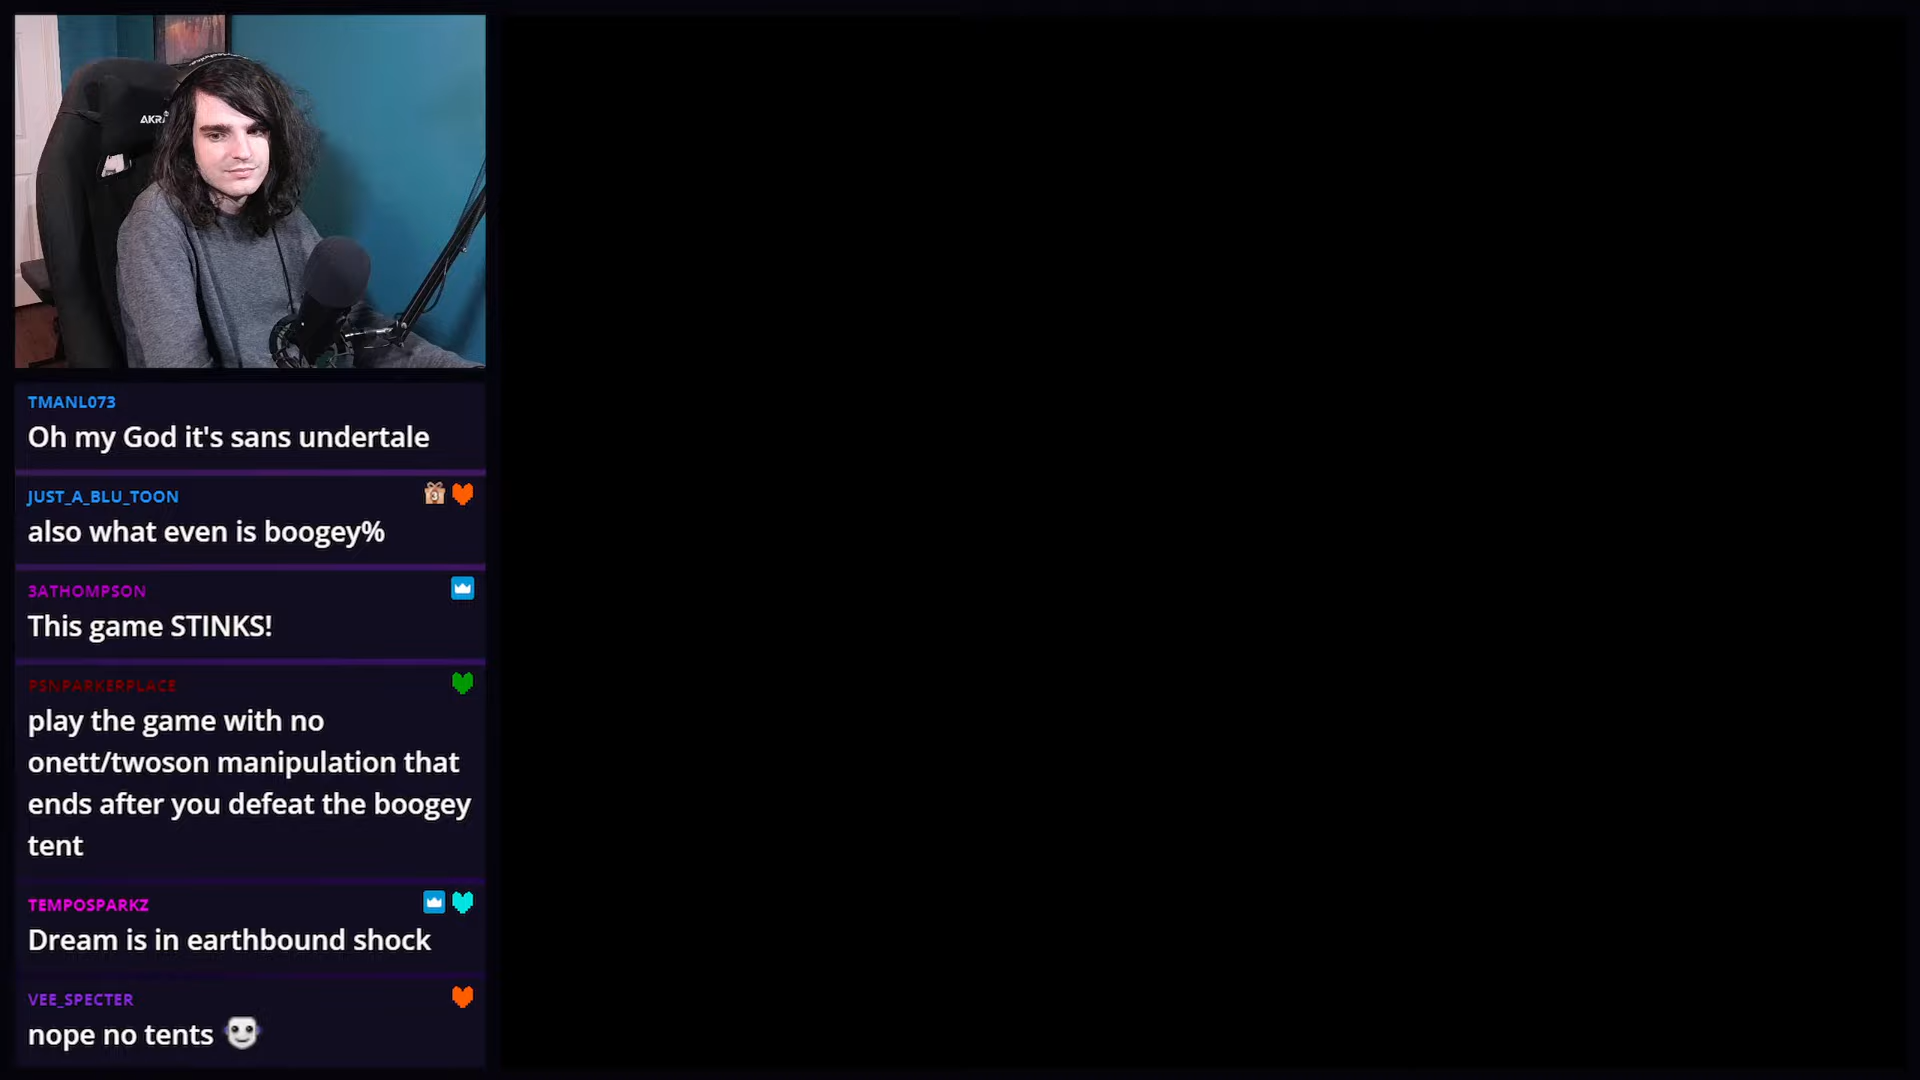 AKR
TMANL073
Oh my God it's sans undertale
JUST_A_BLU_TOON
3
also what even is boogey%
3ATHOMPSON
This game STINKS!
PSNPARKERPLACE
play the game with no
onett/twoson manipulation that
ends after you defeat the boogey
tent
TEMPOSPARKZ
Dream is in earthbound shock
VEE_SPECTER
nope no tents